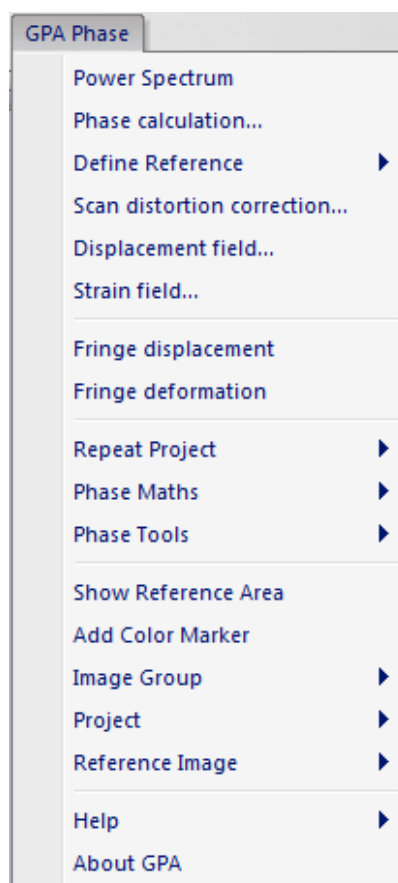 GPA Phase
Power Spectrum
Phase calculation...
Define Reference
Scan distortion correction...
Displacement field...
Strain field...
Fringe displacement
Fringe deformation
Repeat Project
Phase Maths
Phase Tools
Show Reference Area
Add Color Marker
Image Group
Project
Reference Image
Help
About GPA